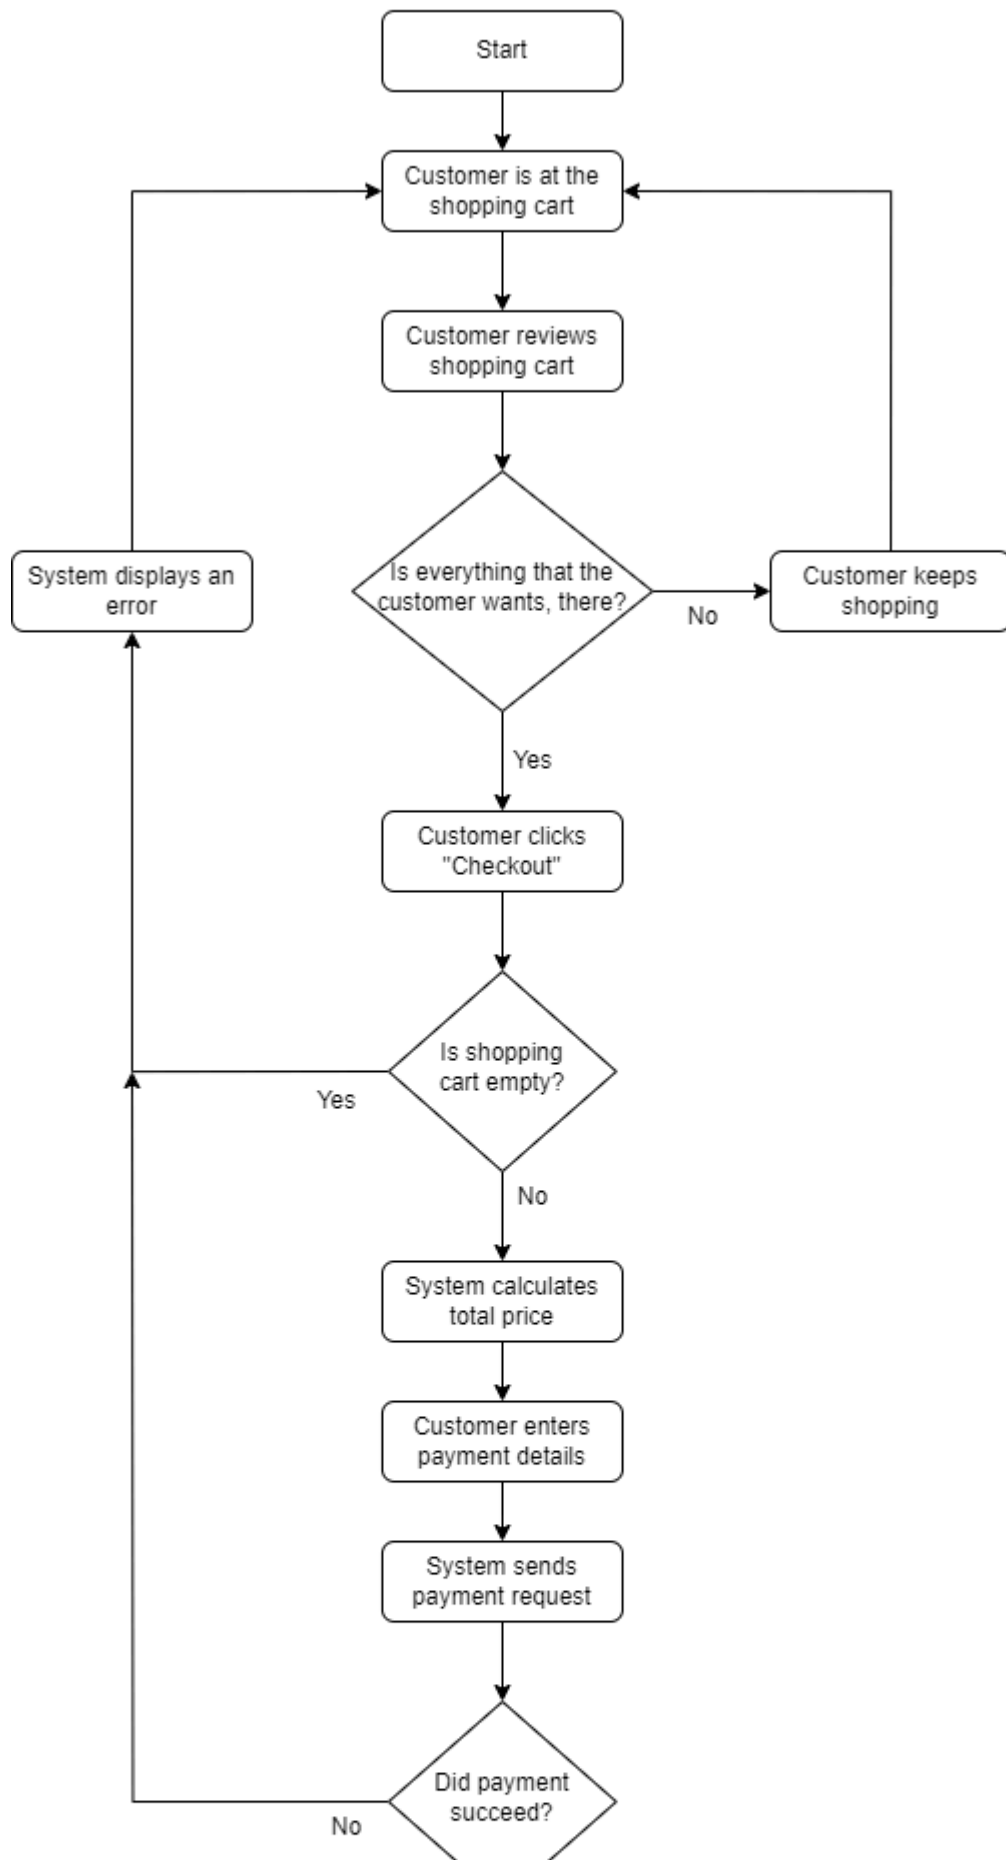 Start
Customer is at the
shopping cart
Customer reviews
shopping cart
Is everything that the
customer wants, there?
No
Customer keeps
shopping
System displays an
error
Yes
Customer clicks
"Checkout"
Is shopping
cart empty?
Yes
No
System calculates
total price
Customer enters
payment details
System sends
payment request
Did payment
succeed?
No